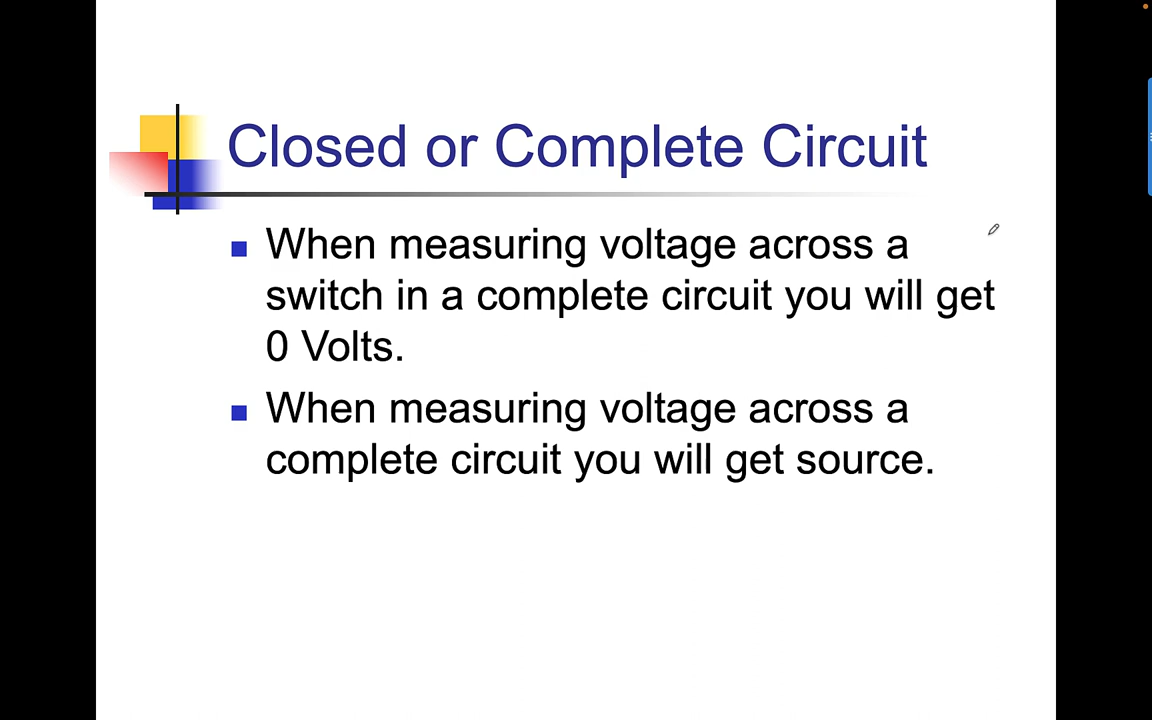 Closed or Complete Circuit
When measuring voltage across a
switch in a complete circuit you will get
0 Volts.
When measuring voltage across a
complete circuit you will get source.